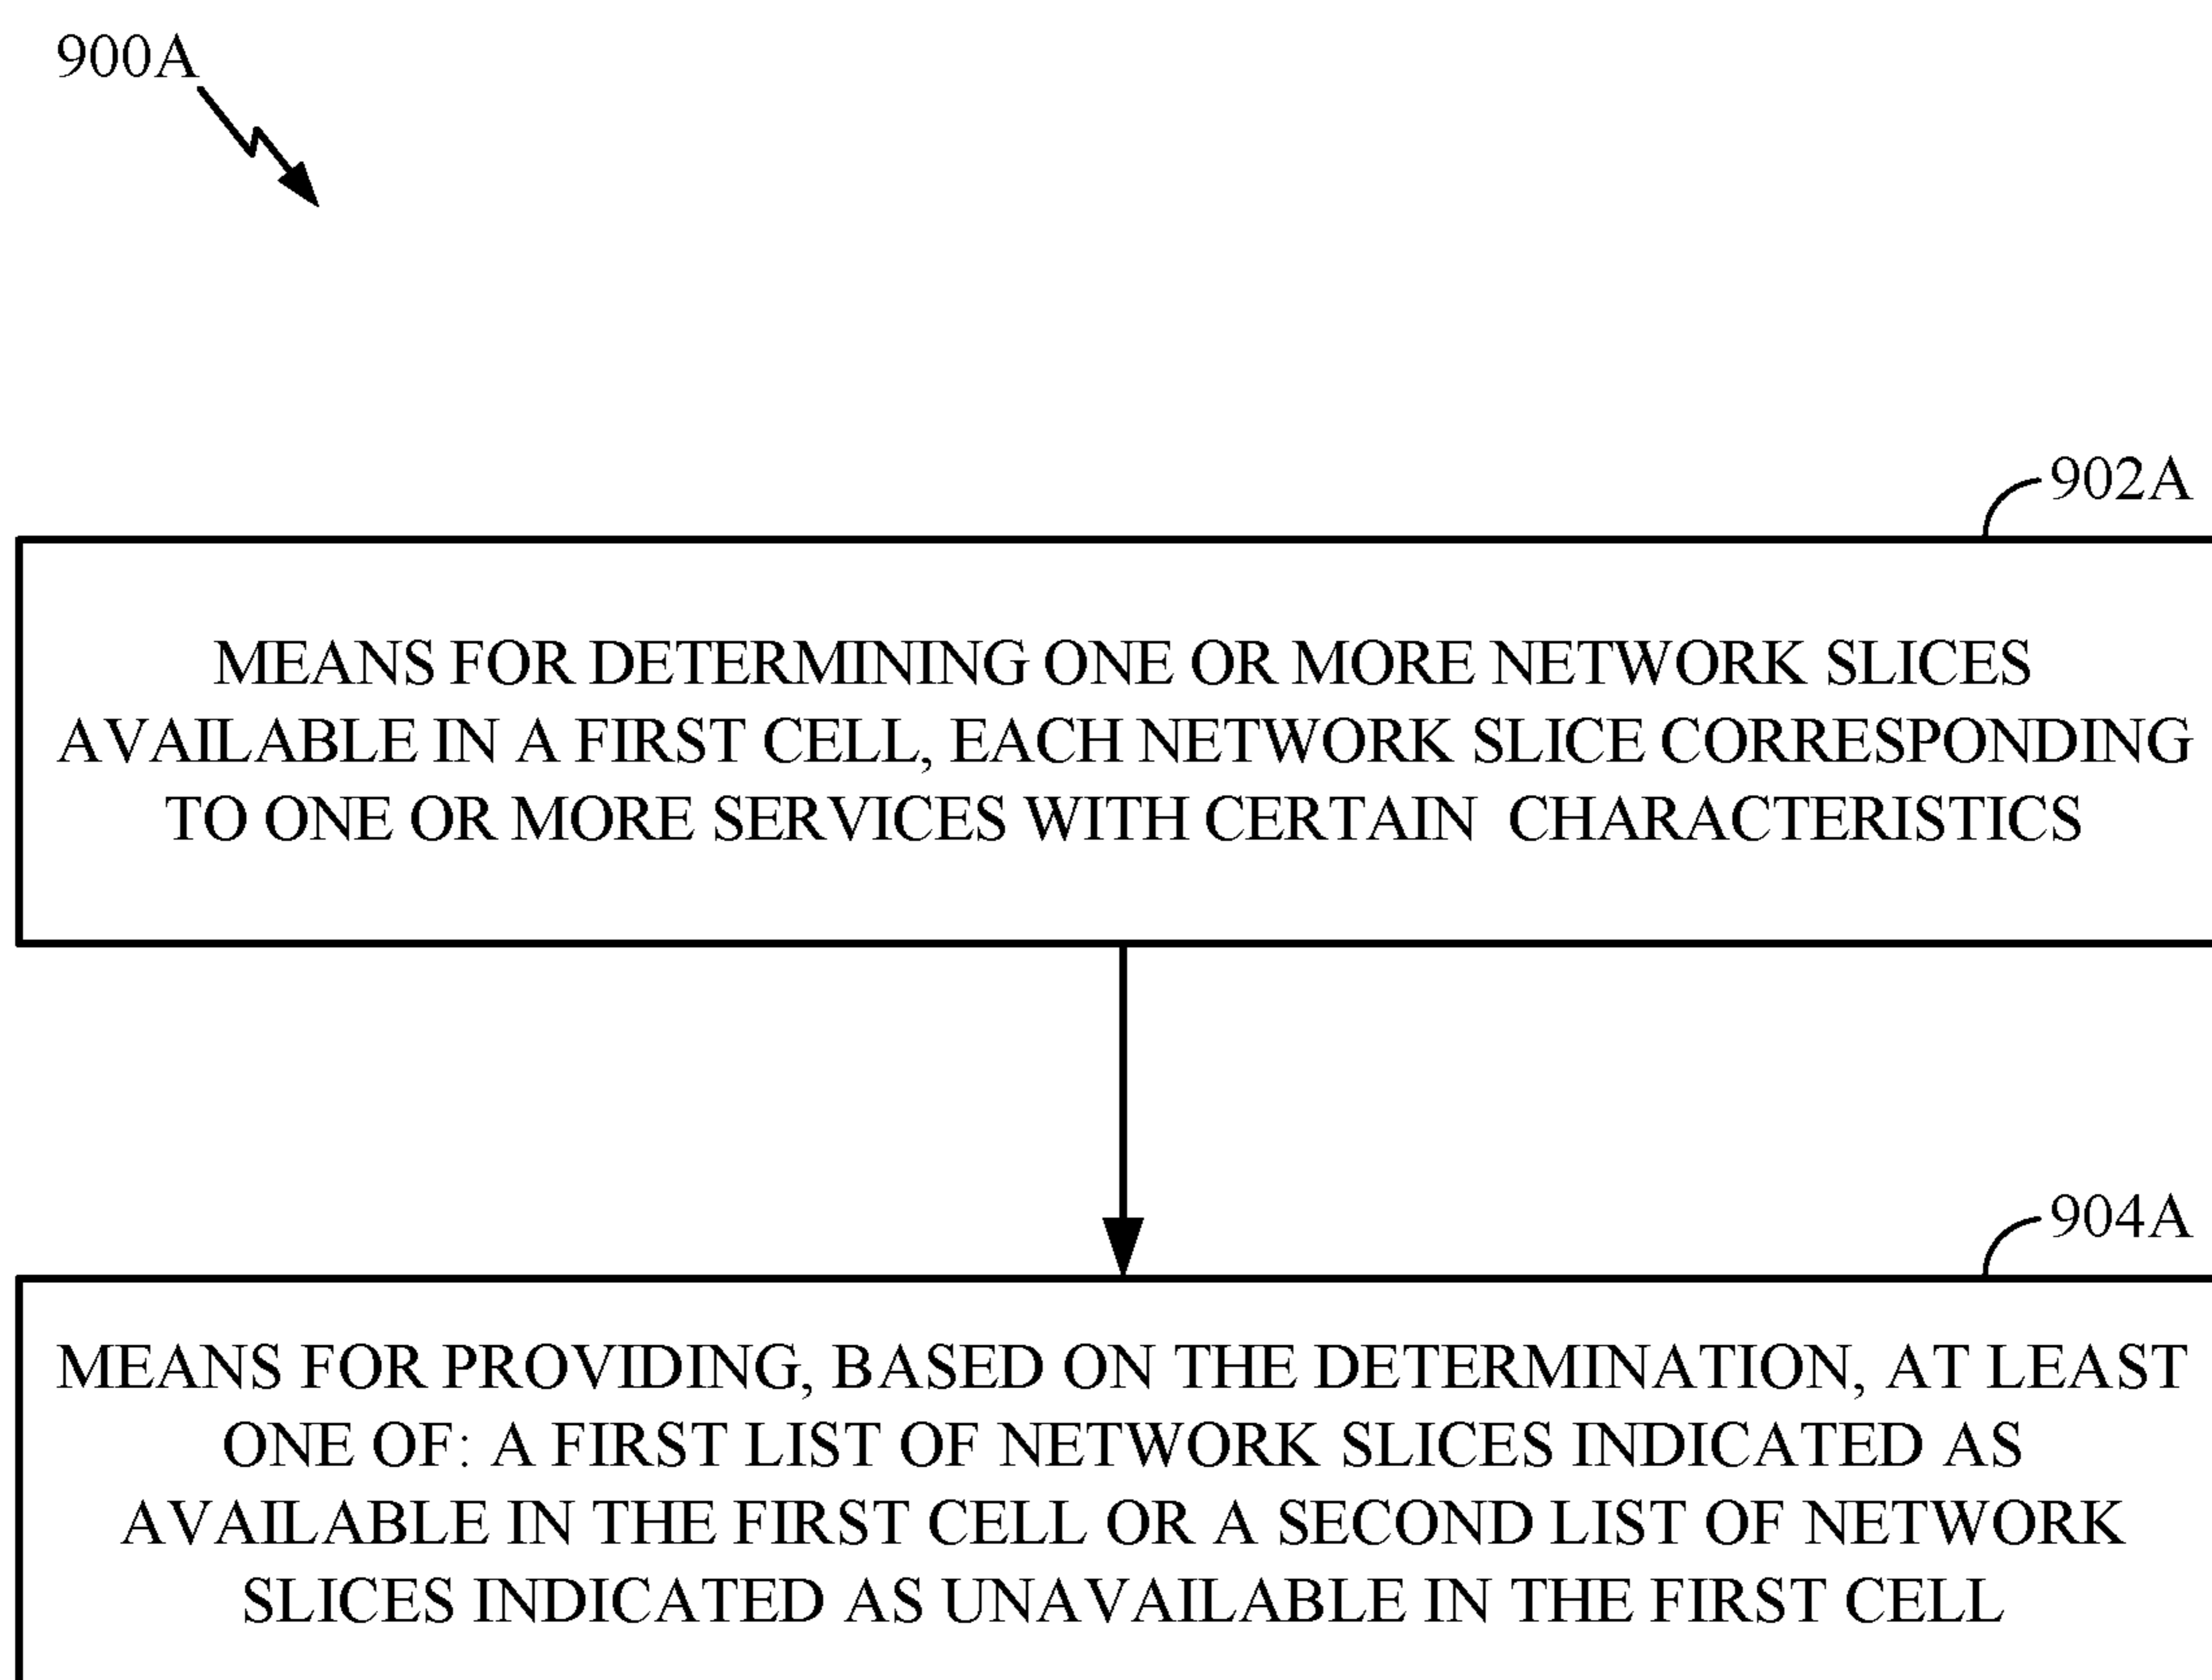 900A
902A
MEANS FOR DETERMINING ONE OR MORE NETWORK SLICES
AVAILABLE IN A FIRST CELL, EACH NETWORK SLICE CORRESPONDING
TO ONE OR MORE SERVICES WITH CERTAIN CHARACTERISTICS
904A
MEANS FOR PROVIDING, BASED ON THE DETERMINATION, AT LEAST
ONE OF: A FIRST LIST OF NETWORK SLICES INDICATED AS
AVAILABLE IN THE FIRST CELL OR A SECOND LIST OF NETWORK
SLICES INDICATED AS UNAVAILABLE IN THE FIRST CELL